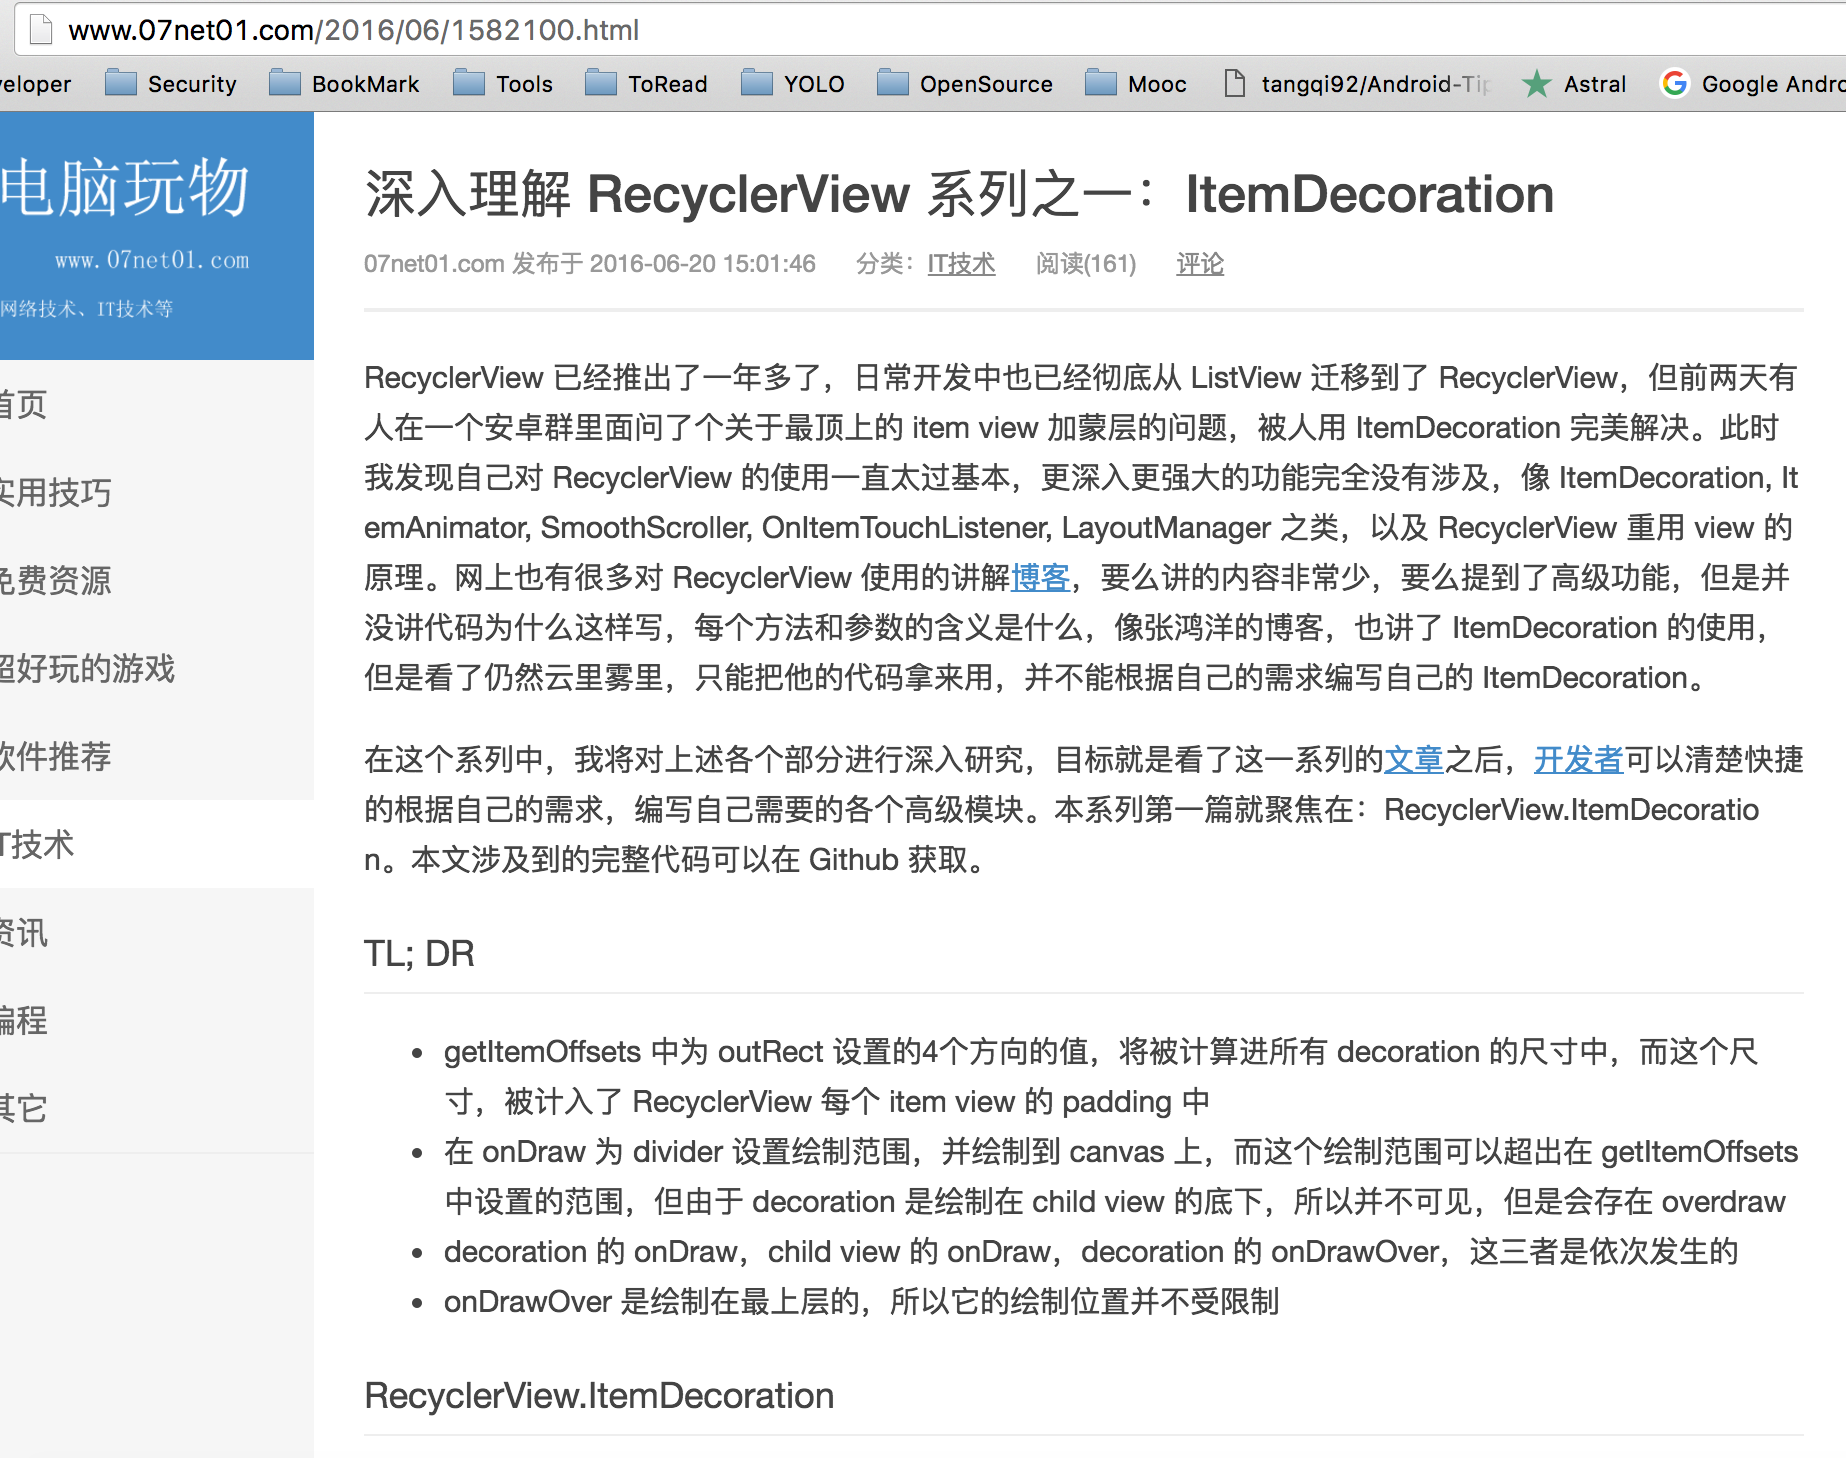 www.07net01.com/2016/06/1582100.html
veloper Security BookMark Tools ToRead YOLO OpenSource Mooc tangqi92/Android-Tip Astral Google Andro
电脑玩物
www.07net01.com
网络技术、IT技术等
首页
实用技巧
免费资源
超好玩的游戏
软件推荐
IT技术
资讯
编程
其它
深入理解 RecyclerView 系列之一：ItemDecoration
07net01.com 发布于 2016-06-20 15:01:46 分类：IT技术 阅读(161) 评论
RecyclerView 已经推出了一年多了，日常开发中也已经彻底从 ListView 迁移到了 RecyclerView，但前两天有
人在一个安卓群里面问了个关于最顶上的 item view 加蒙层的问题，被人用 ItemDecoration 完美解决。此时
我发现自己对 RecyclerView 的使用一直太过基本，更深入更强大的功能完全没有涉及，像 ItemDecoration, It
emAnimator, SmoothScroller, OnItemTouchListener, LayoutManager 之类，以及 RecyclerView 重用 view 的
原理。网上也有很多对 RecyclerView 使用的讲解博客，要么讲的内容非常少，要么提到了高级功能，但是并
没讲代码为什么这样写，每个方法和参数的含义是什么，像张鸿洋的博客，也讲了 ItemDecoration 的使用，
但是看了仍然云里雾里，只能把他的代码拿来用，并不能根据自己的需求编写自己的 ItemDecoration。
在这个系列中，我将对上述各个部分进行深入研究，目标就是看了这一系列的文章之后，开发者可以清楚快捷
的根据自己的需求，编写自己需要的各个高级模块。本系列第一篇就聚焦在：RecyclerView.ItemDecoratio
n。本文涉及到的完整代码可以在 Github 获取。
TL; DR
• getItemOffsets 中为 outRect 设置的4个方向的值，将被计算进所有 decoration 的尺寸中，而这个尺
寸，被计入了 RecyclerView 每个 item view 的 padding 中
• 在 onDraw 为 divider 设置绘制范围，并绘制到 canvas 上，而这个绘制范围可以超出在 getItemOffsets
中设置的范围，但由于 decoration 是绘制在 child view 的底下，所以并不可见，但是会存在 overdraw
• decoration 的 onDraw，child view 的 onDraw，decoration 的 onDrawOver，这三者是依次发生的
• onDrawOver 是绘制在最上层的，所以它的绘制位置并不受限制
RecyclerView.ItemDecoration